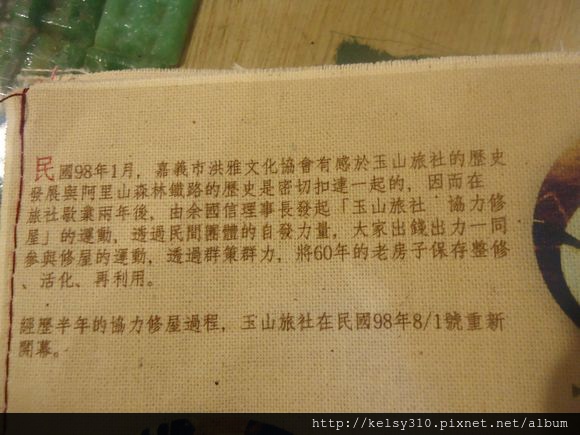 民國98年1月，嘉義市洪雅文化協會有感於玉山旅社的歷史
發展與阿里山森林鐵路的歷史是密切扣連一起的，因而在
旅社歇業兩年後，由余國信理事長發起「玉山旅社 協力修
屋」的運動，透過民間團體的自發力量，大家出錢出力一同
參與修屋的運動，透過群策群力，將60年的老房子保存整修
、活化、再利用。
經歷半年的協力修屋過程，玉山旅社在民國98年8/1號重新
開幕。
http://kelsy310.pixnet.net/album